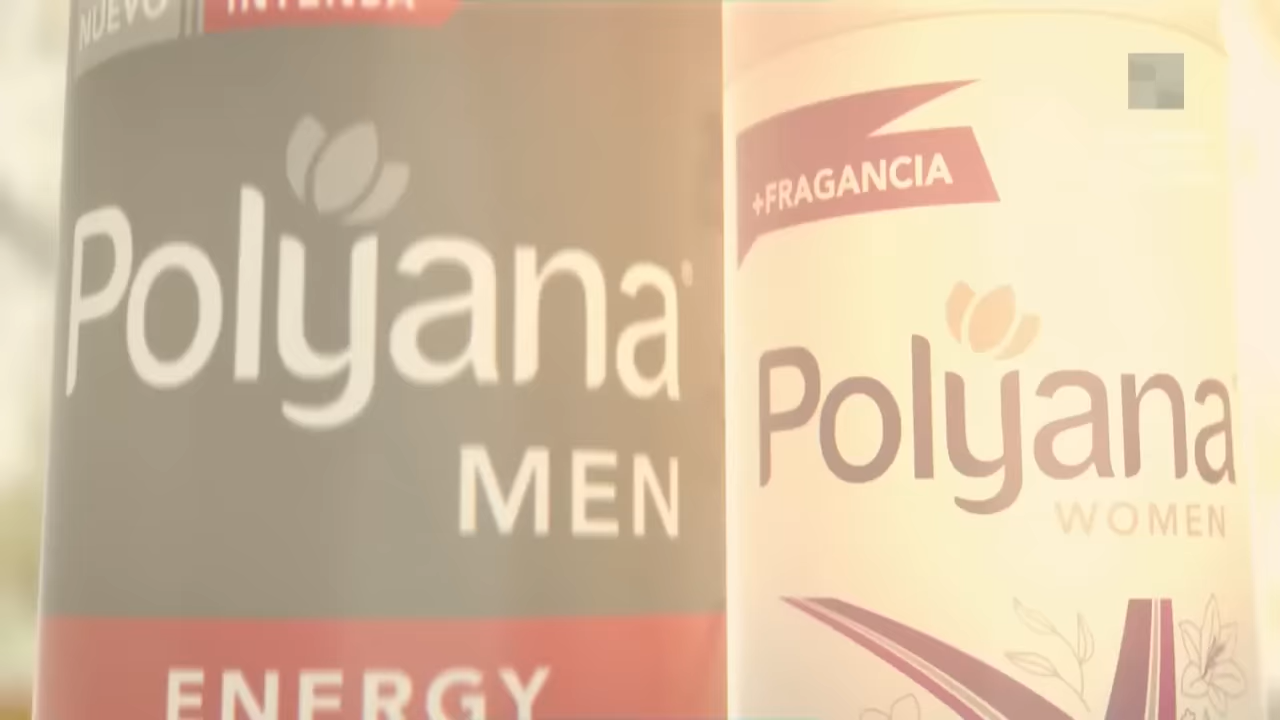 NUEVO
INTENSA
Polyana
MEN
ENERGY
+FRAGANCIA
Polyana
WOMEN